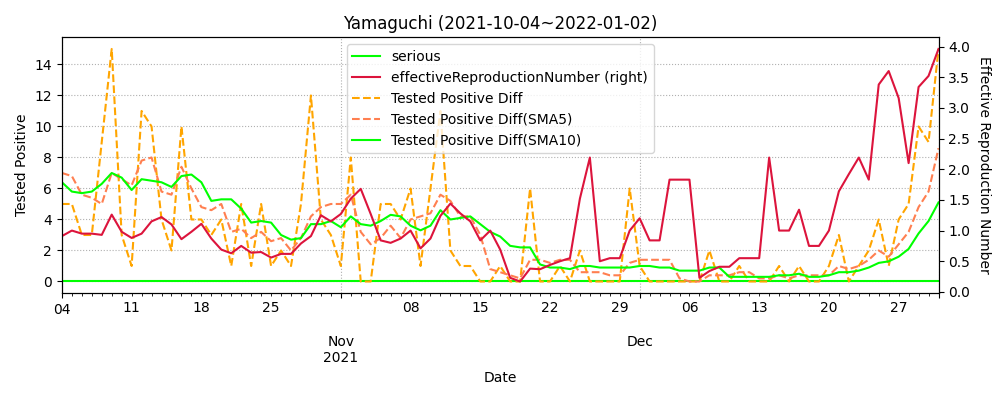 Yamaguchi (2021-10-04~2022-01-02)
serious
effectiveReproductionNumber (right)
Tested Positive Diff
Tested Positive Diff(SMA5)
Tested Positive Diff(SMA10)
Tested Positive
14
12
10
8
6
4
2
0
4.0
3.5
3.0
2.5
2.0
1.5
1.0
0.5
0.0
Effective Reproduction Number
04 11 18 25 08 15 22 29 06 13 20 27
Nov Dec
2021
Date